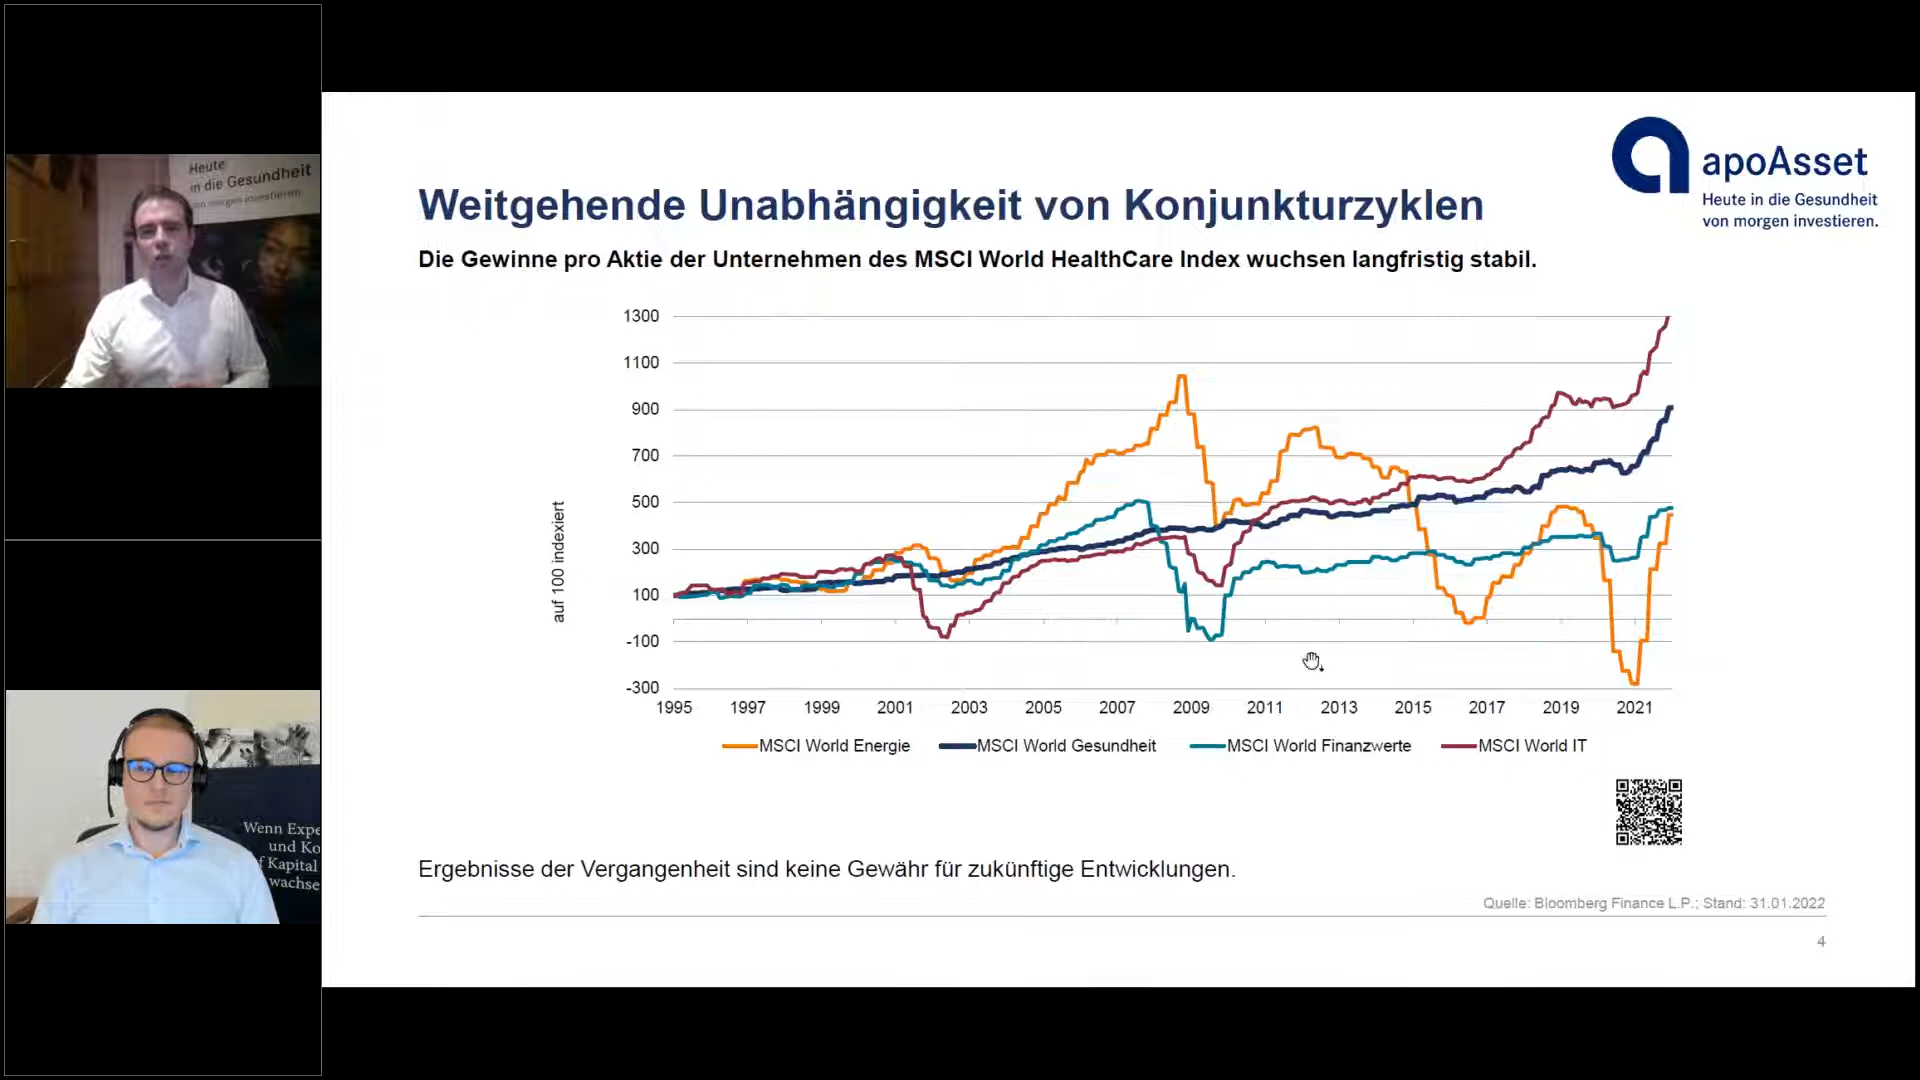 Heute
in die Gesundheit
von morgen investieren.
Wenn Expe
und Ko
f Kapital
wachse
apoAsset
Heute in die Gesundheit
von morgen investieren.
Weitgehende Unabhängigkeit von Konjunkturzyklen
Die Gewinne pro Aktie der Unternehmen des MSCI World HealthCare Index wuchsen langfristig stabil.
auf 100 indexiert
1300
1100
900
700
500
300
100
-100
-300
1995 1997 1999 2001 2003 2005 2007 2009 2011 2013 2015 2017 2019 2021
MSCI World Energie MSCI World Gesundheit MSCI World Finanzwerte MSCI World IT
Ergebnisse der Vergangenheit sind keine Gewähr für zukünftige Entwicklungen.
Quelle: Bloomberg Finance L.P.; Stand: 31.01.2022
4